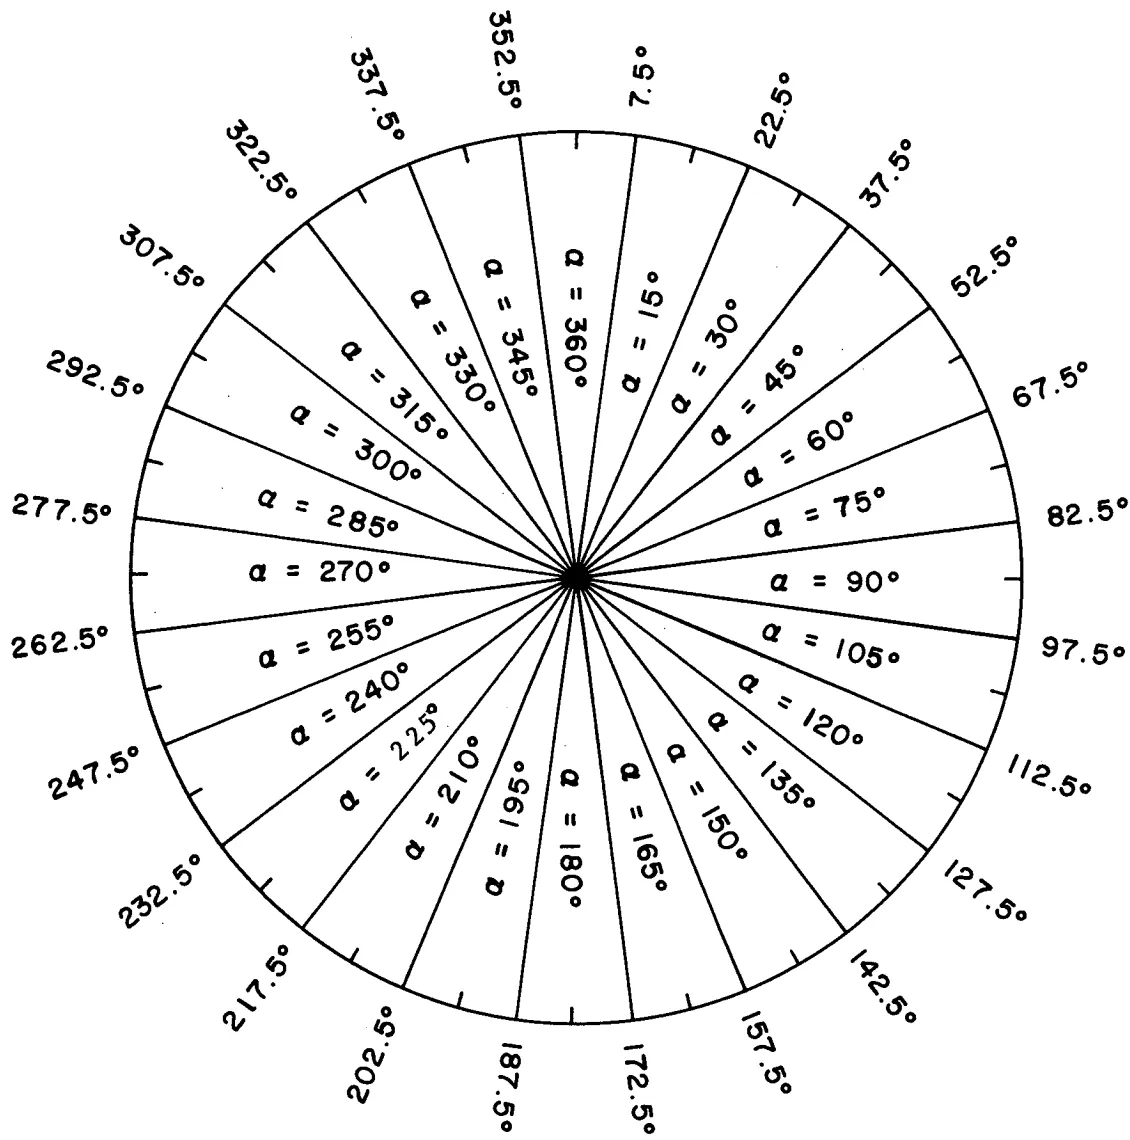 352.5°
7.5°
22.5°
37.5°
52.5°
67.5°
82.5°
97.5°
112.5°
127.5°
142.5°
157.5°
172.5°
187.5°
202.5°
217.5°
232.5°
247.5°
262.5°
277.5°
292.5°
307.5°
322.5°
337.5°
α = 360°
α = 15°
α = 30°
α = 45°
α = 60°
α = 75°
α = 90°
α = 105°
α = 120°
α = 135°
α = 150°
α = 165°
α = 180°
α = 195°
α = 210°
α = 225°
α = 240°
α = 255°
α = 270°
α = 285°
α = 300°
α = 315°
α = 330°
α = 345°